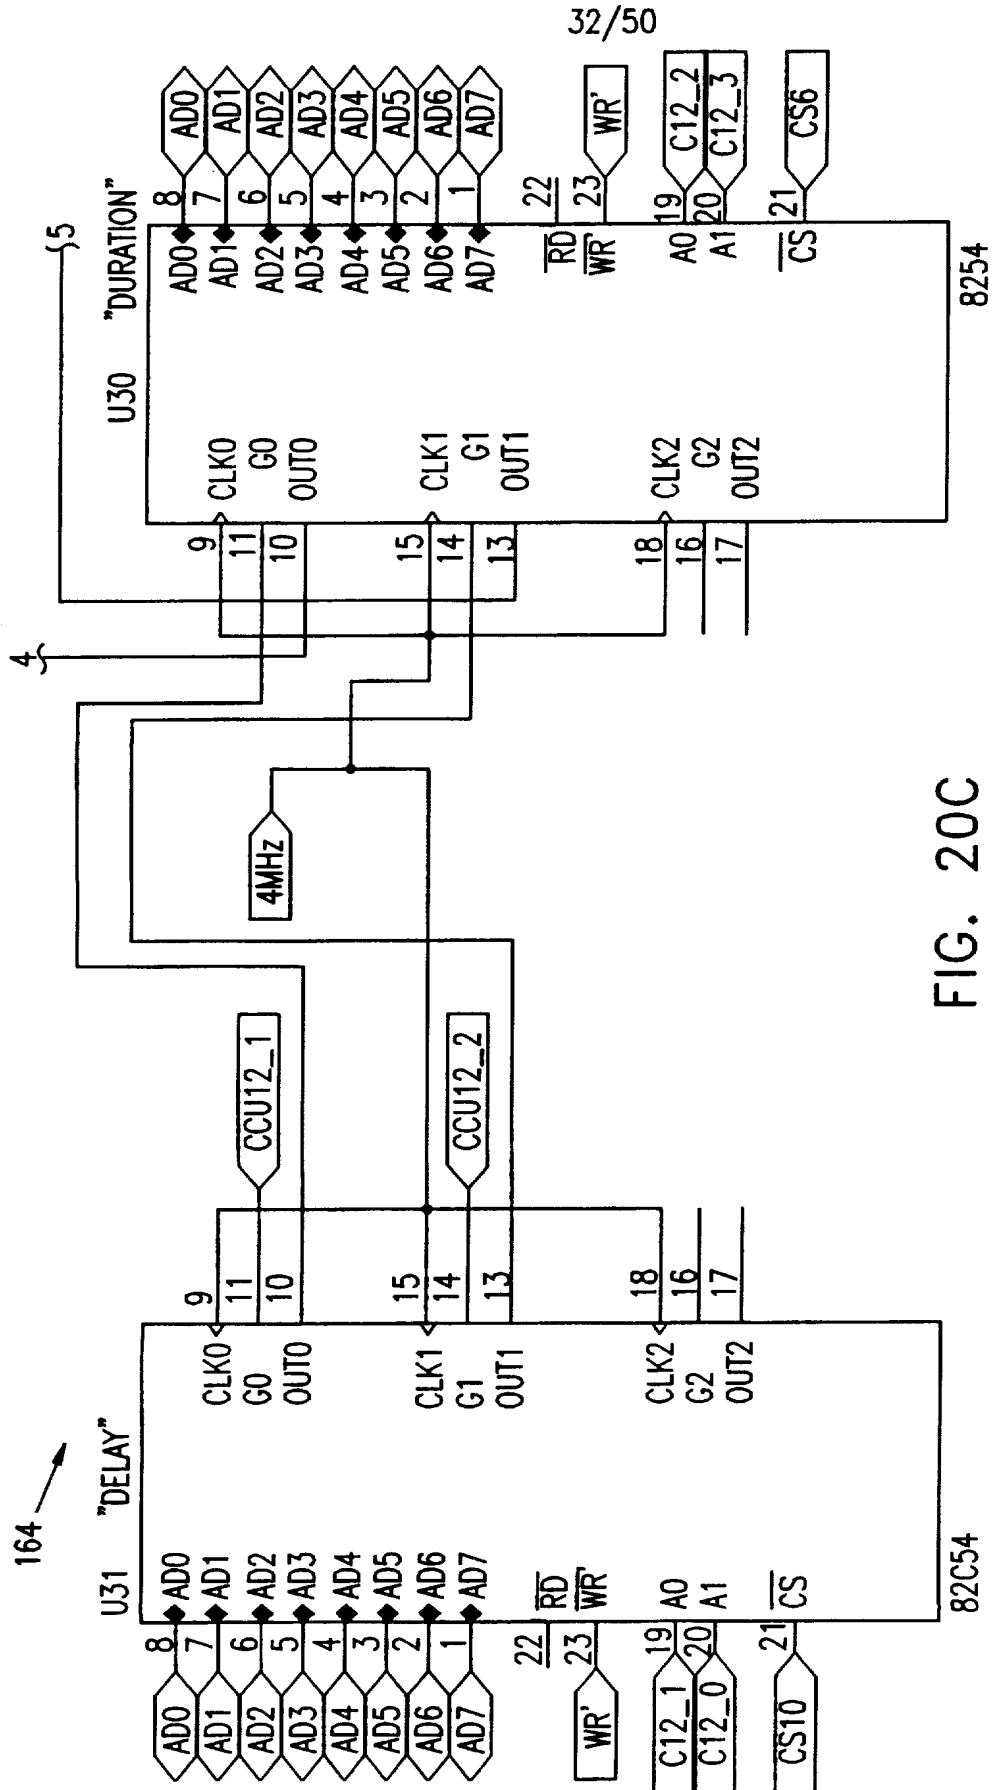 32/50
164
U31 "DELAY"
AD0 8 AD0
AD1 7 AD1
AD2 6 AD2
AD3 5 AD3
AD4 4 AD4
AD5 3 AD5
AD6 2 AD6
AD7 1 AD7
22 RD
WR' 23 WR
C12_1 19 A0
C12_0 20 A1
CS10 21 CS
CLK0 9
G0 11 CCU12_1
OUT0 10
CLK1 15
G1 14 CCU12_2
OUT1 13
CLK2 18
G2 16
OUT2 17
82C54
4MHz
4
5
U30 "DURATION"
9 CLK0
11 G0
10 OUT0
15 CLK1
14 G1
13 OUT1
18 CLK2
16 G2
17 OUT2
AD0 8 AD0
AD1 7 AD1
AD2 6 AD2
AD3 5 AD3
AD4 4 AD4
AD5 3 AD5
AD6 2 AD6
AD7 1 AD7
RD 22
WR' 23 WR'
A0 19 C12_2
A1 20 C12_3
CS 21 CS6
8254
FIG. 20C